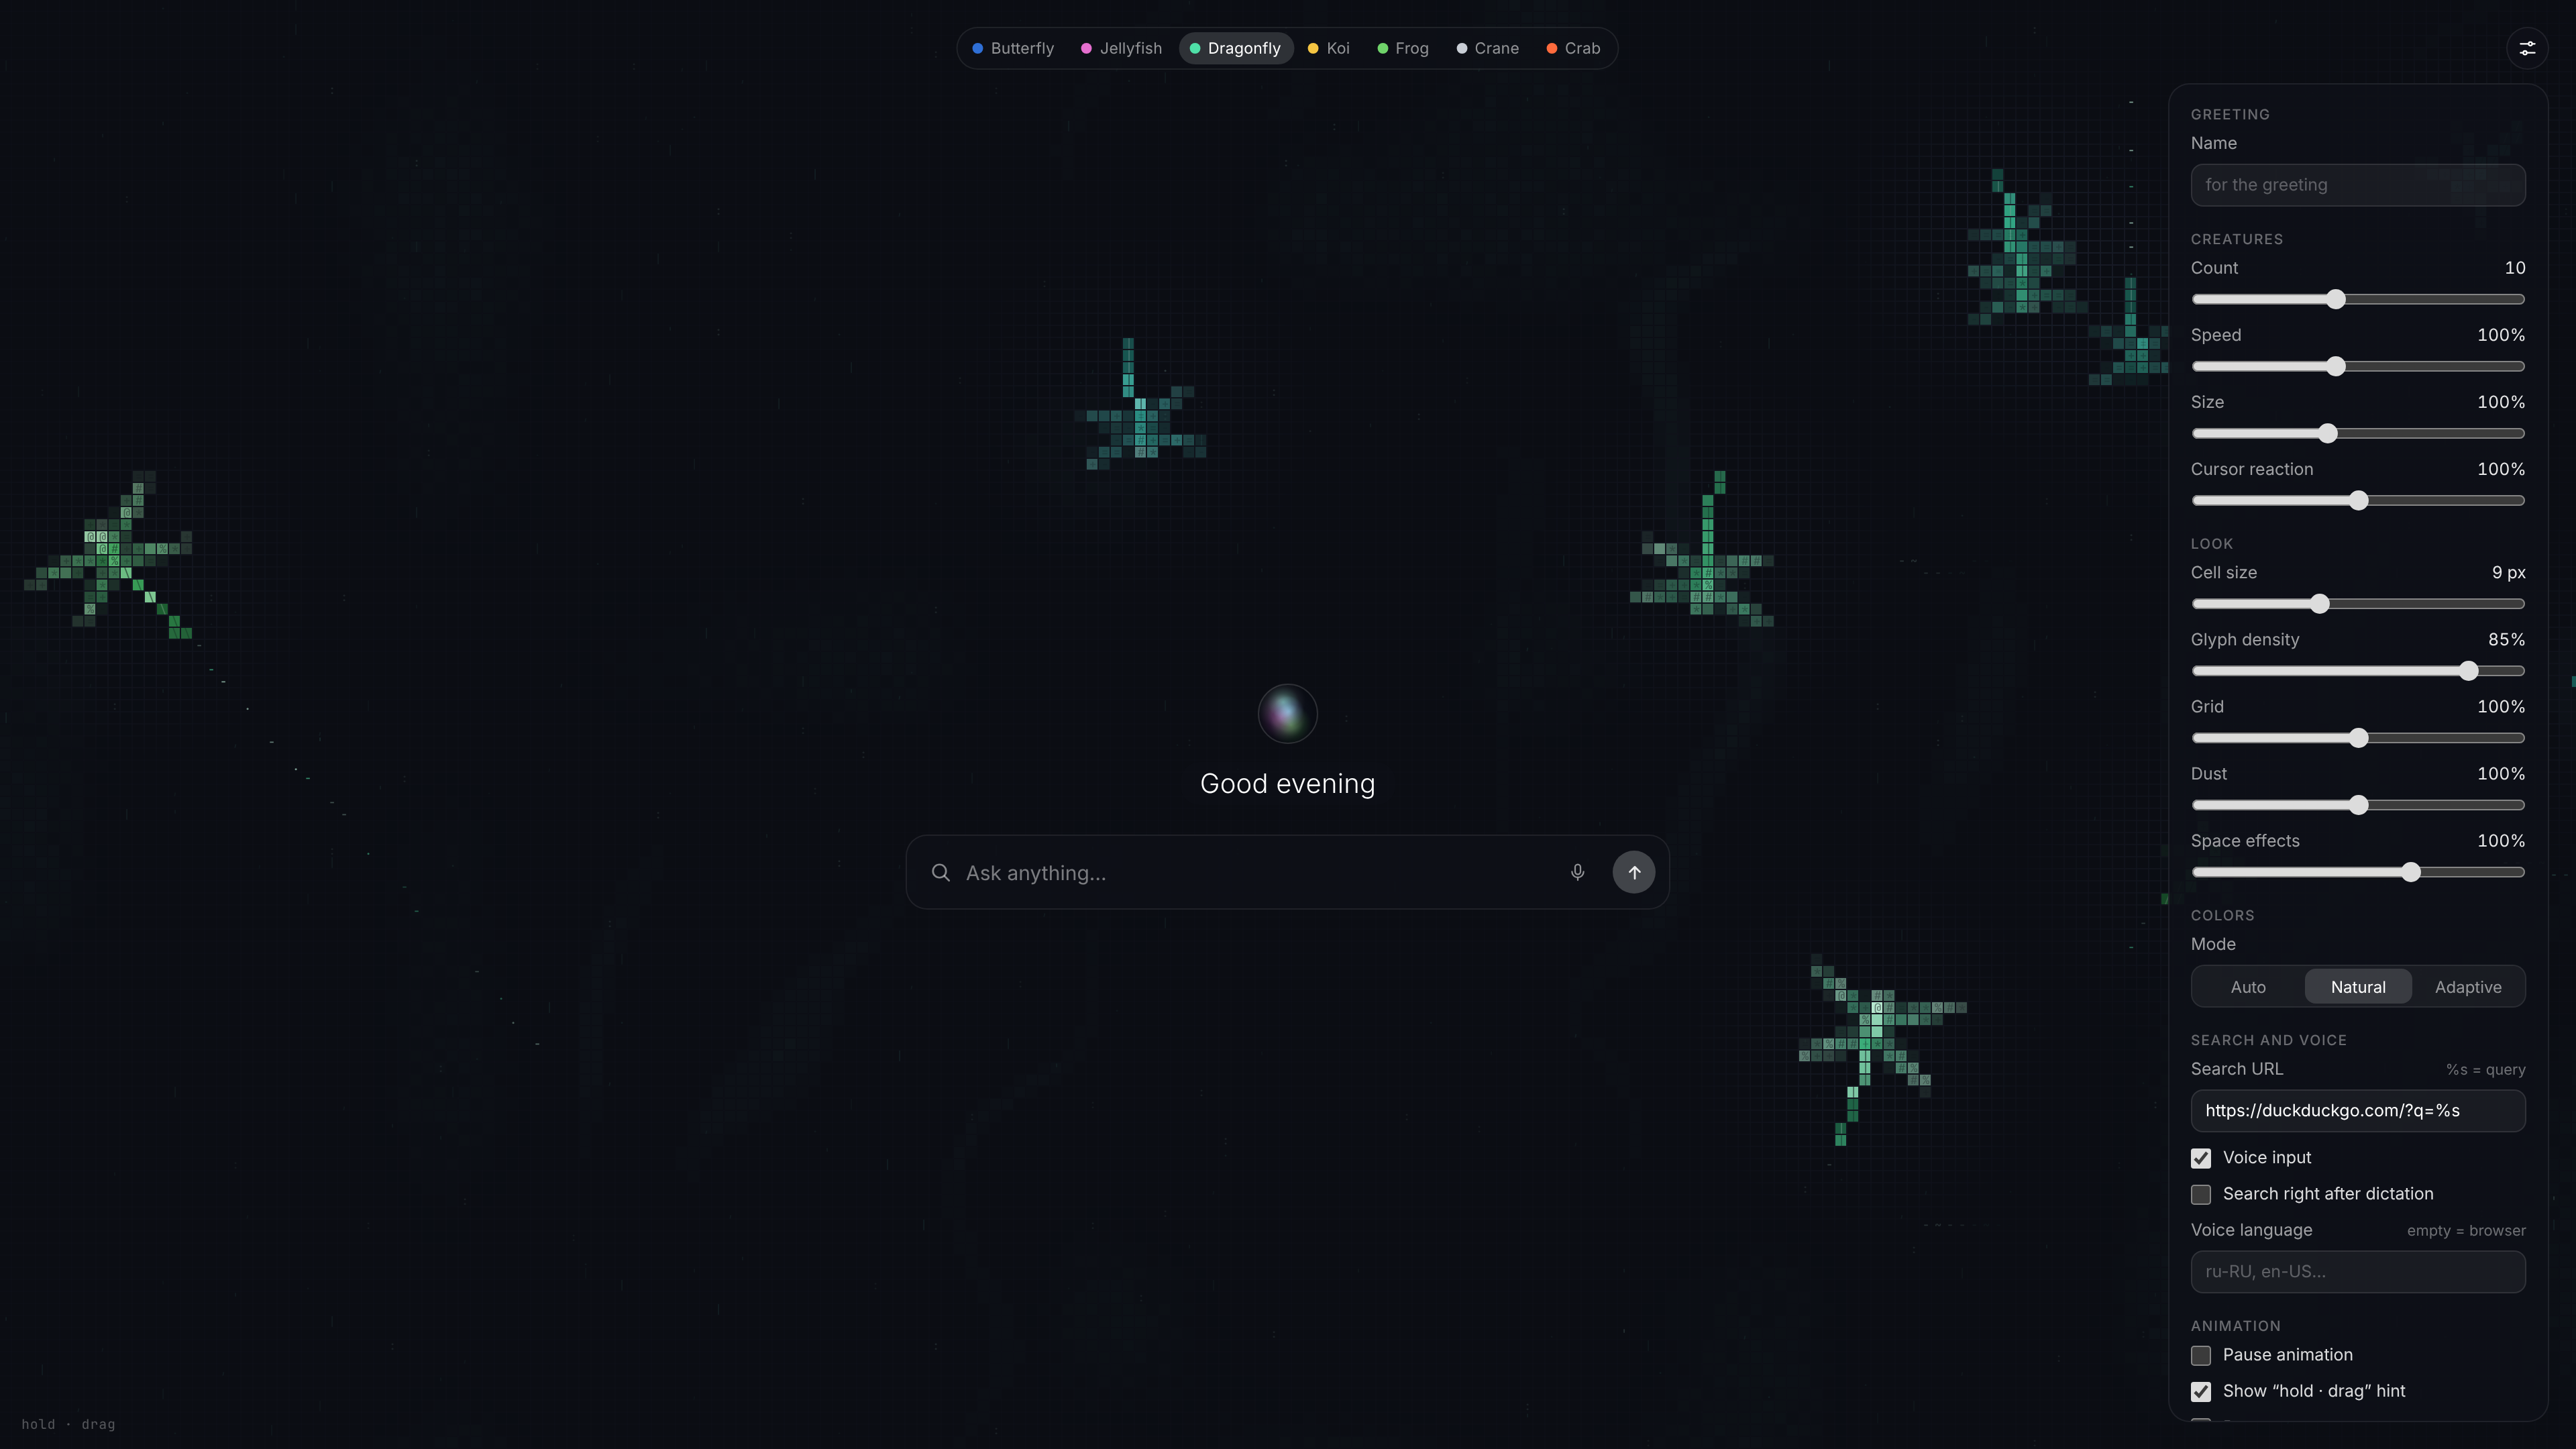 Butterfly Jellyfish Dragonfly Koi Frog Crane Crab
GREETING
Name
for the greeting
CREATURES
Count 10
Speed 100%
Size 100%
Cursor reaction 100%
LOOK
Cell size 9 px
Glyph density 85%
Grid 100%
Dust 100%
Space effects 100%
COLORS
Mode
Auto Natural Adaptive
SEARCH AND VOICE
Search URL %s = query
https://duckduckgo.com/?q=%s
Voice input
Search right after dictation
Voice language empty = browser
ru-RU, en-US...
ANIMATION
Pause animation
Show “hold · drag” hint
Good evening
Ask anything...
hold · drag